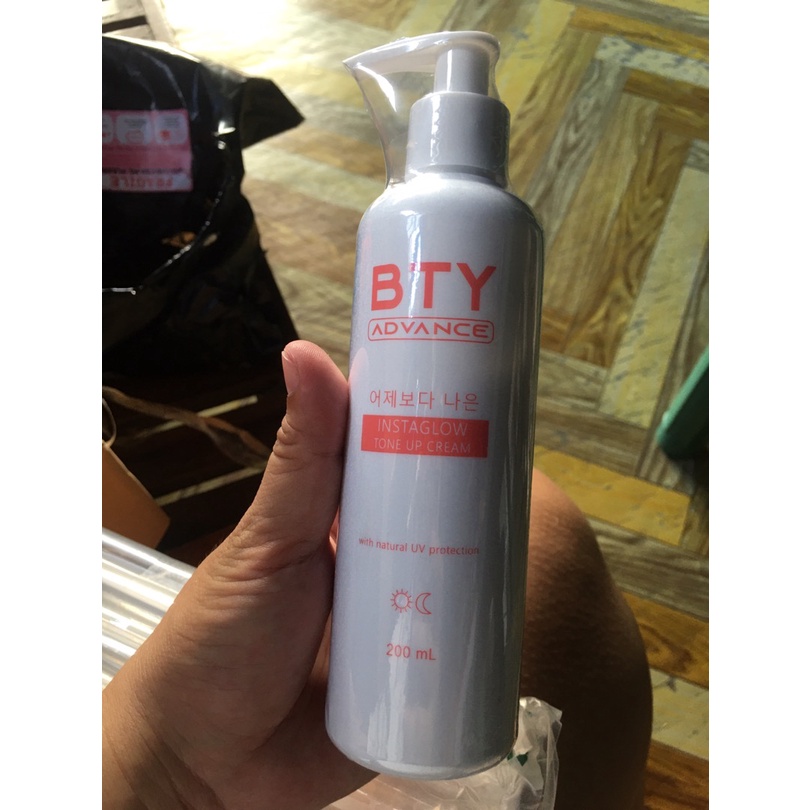 BTY
ADVANCE
어제보다 나은
INSTAGLOW
TONE UP CREAM
with natural UV protection
200 mL